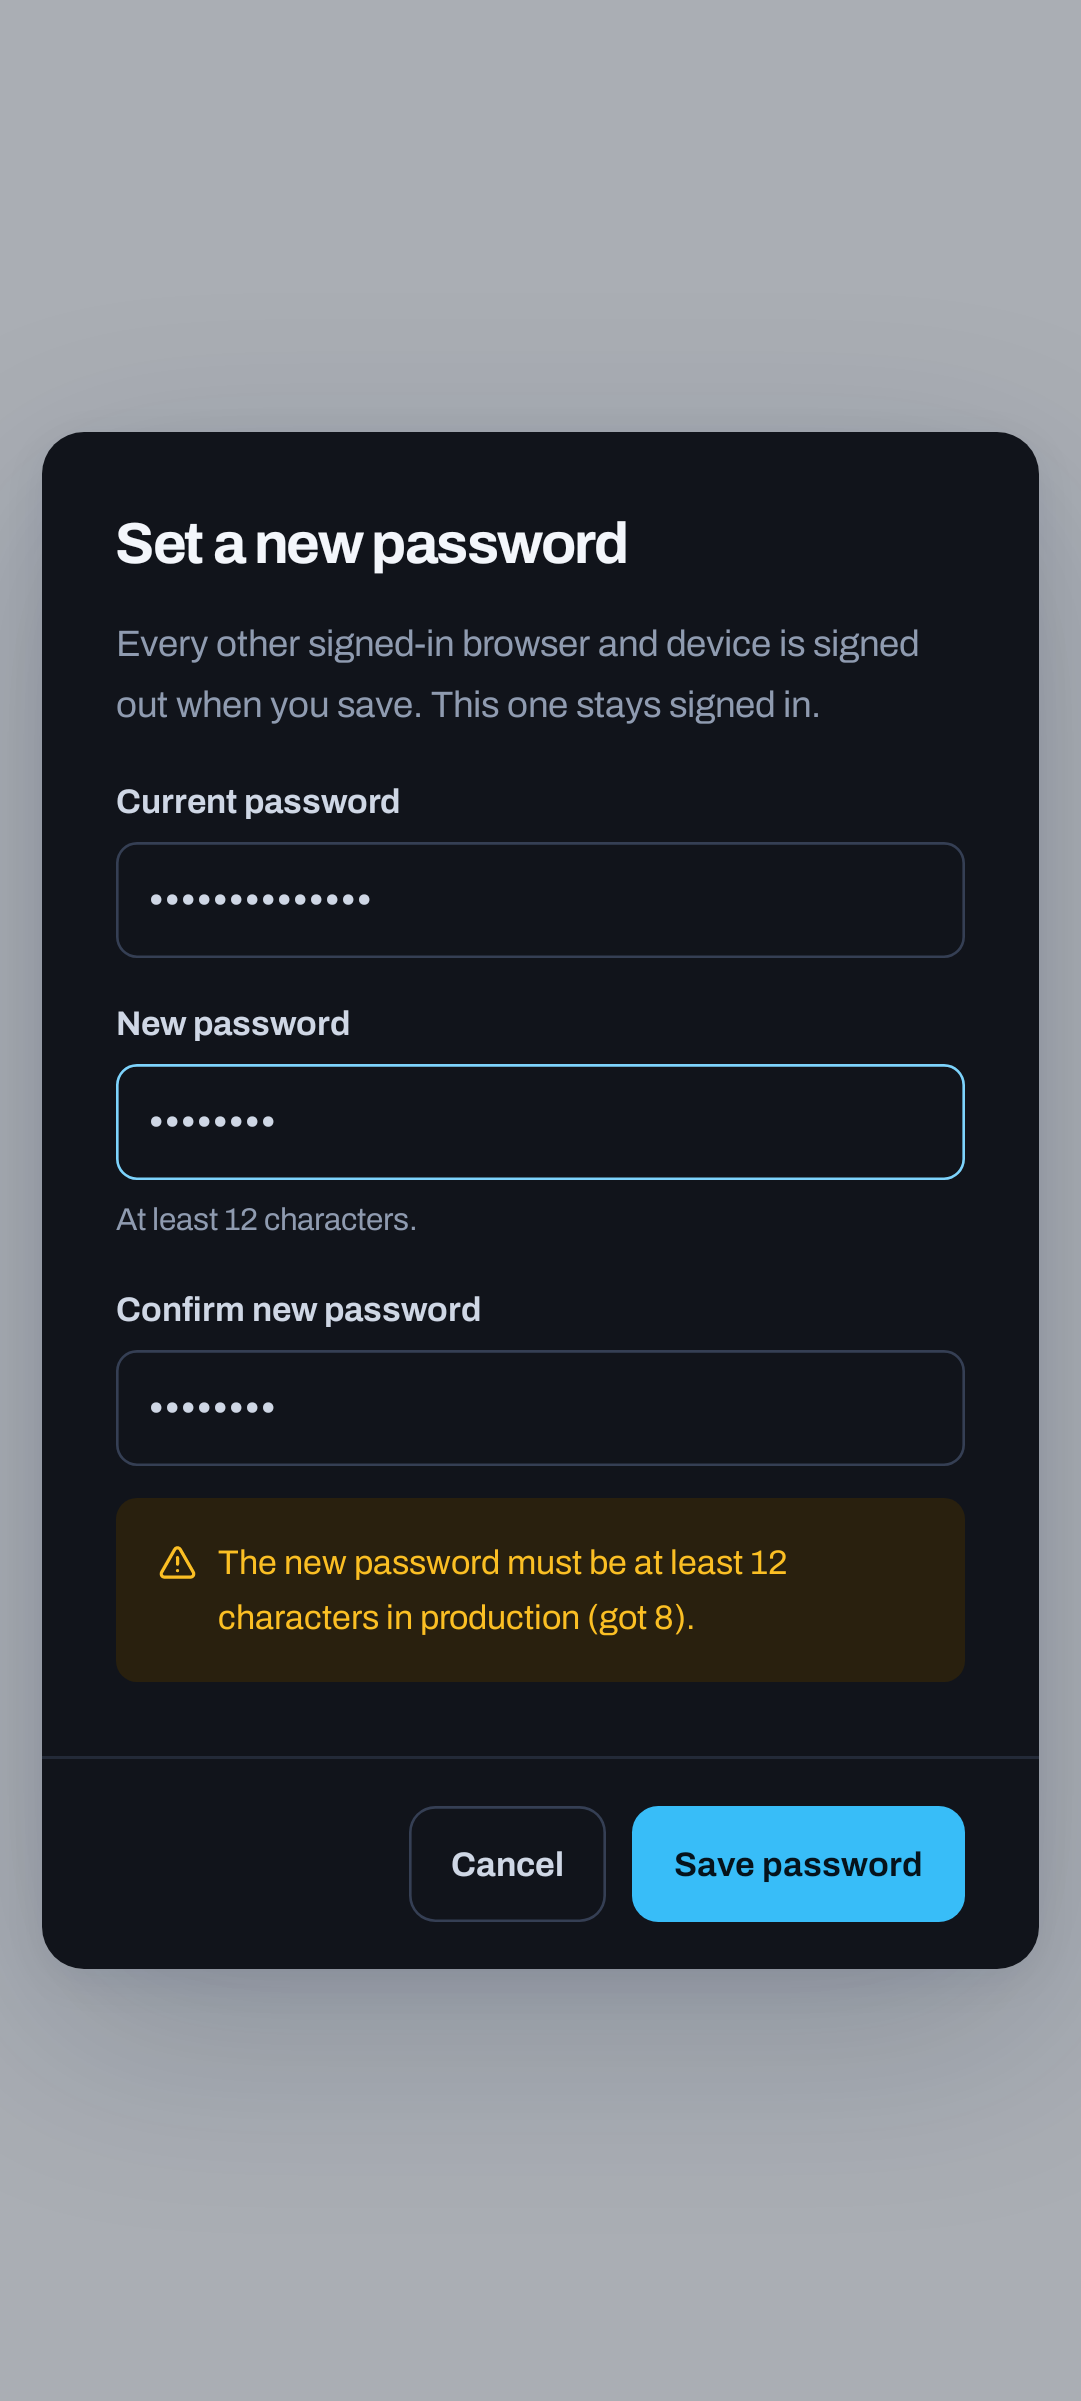 Set a new password
Every other signed-in browser and device is signed
out when you save. This one stays signed in.
Current password
••••••••••••••
New password
••••••••
At least 12 characters.
Confirm new password
••••••••
The new password must be at least 12
characters in production (got 8).
Cancel
Save password